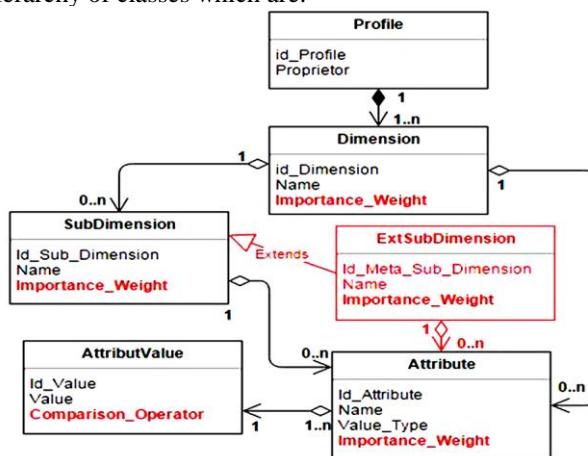 hierarchy of classes which are:
Profile
id_Profile
Proprietor
1
1..n
Dimension
id_Dimension
Name
Importance_Weight
1
1
0..n
SubDimension
Id_Sub_Dimension
Name
Importance_Weight
1
Extends
ExtSubDimension
Id_Meta_Sub_Dimension
Name
Importance_Weight
1
0..n
AttributValue
Id_Value
Value
Comparison_Operator
1
1..n
0..n
Attribute
Id_Attribute
Name
Value_Type
Importance_Weight
0..n